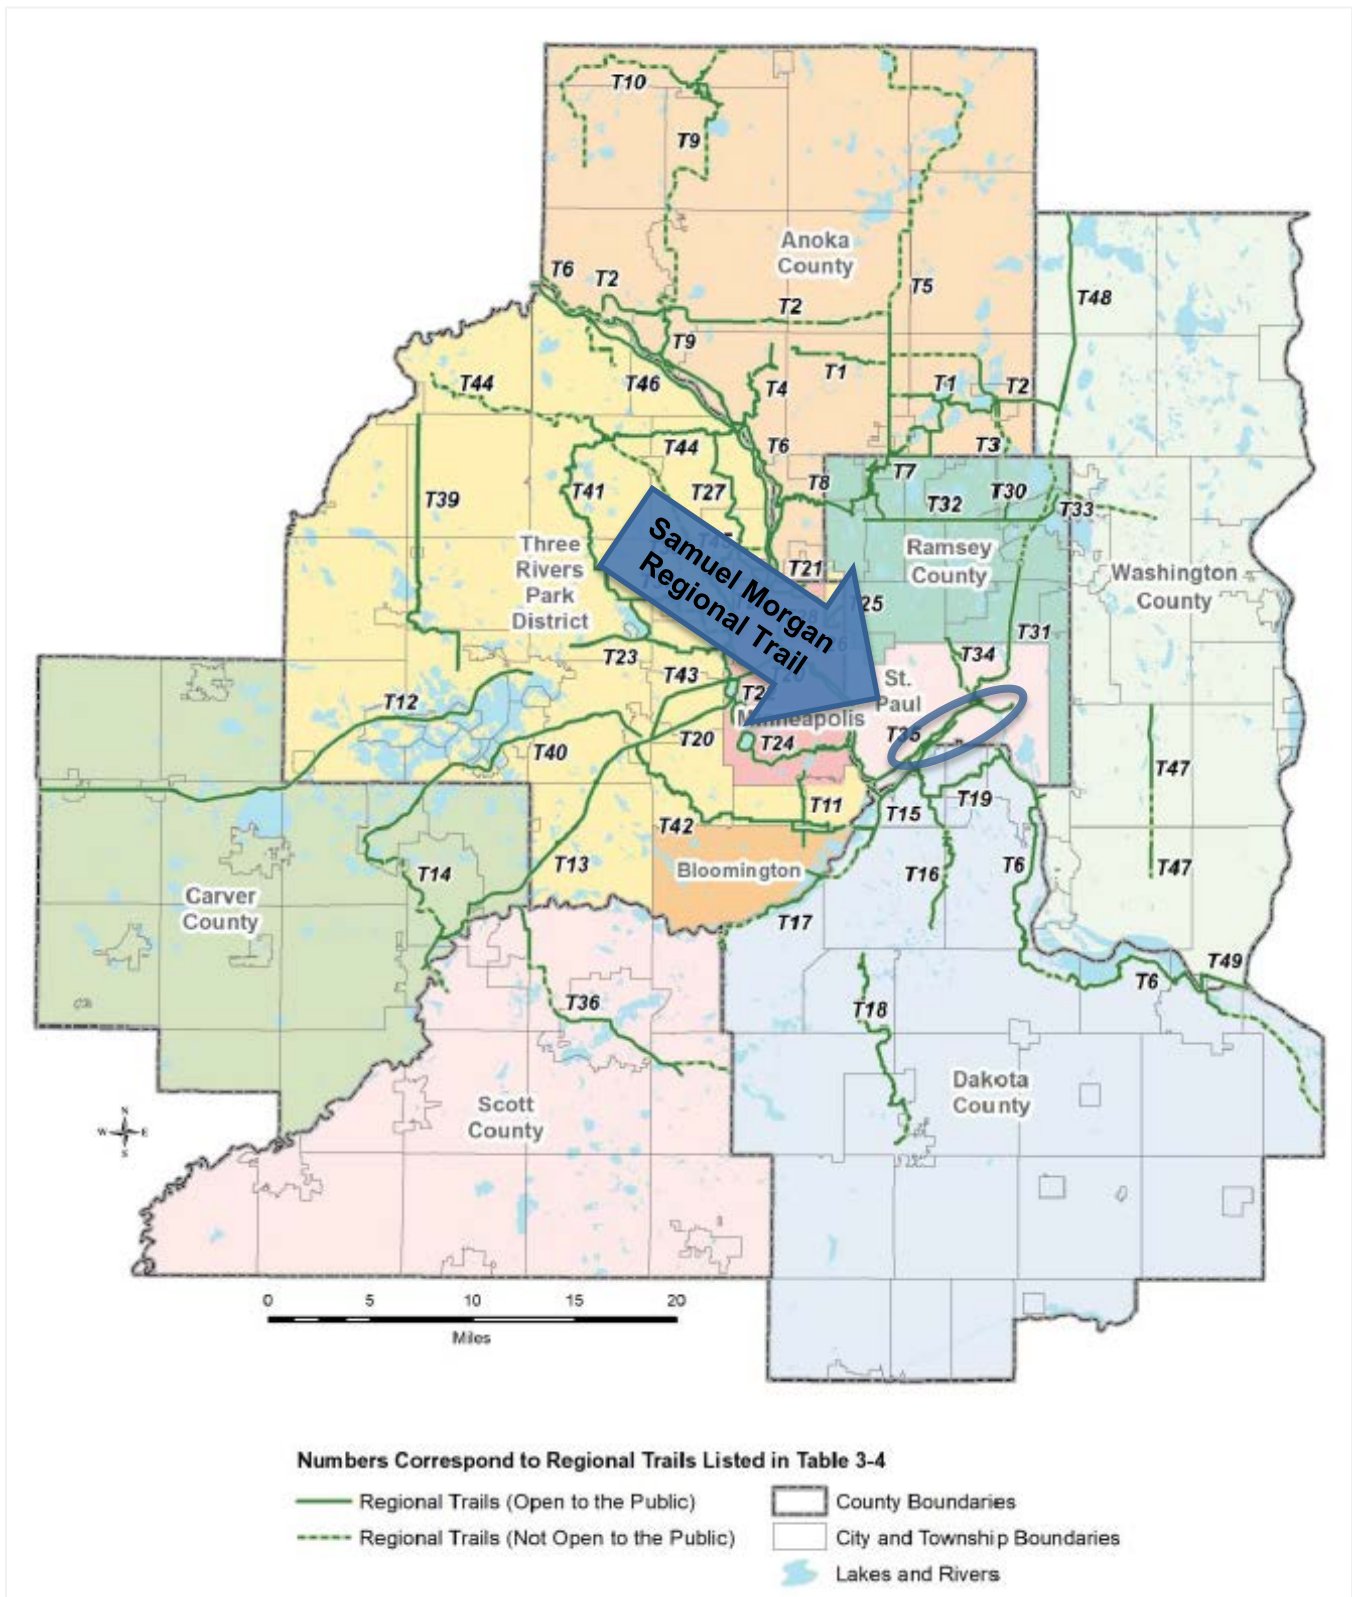 T10
T9
Anoka
County
T6
T2
T5
T48
T2
T9
T1
T44
T46
T4
T1
T2
T6
T3
T44
T7
T8
T39
T41
T27
T32
T30
T33
Samuel Morgan
Regional Trail
Three
Rivers
Park
District
T21
Ramsey
County
Washington
County
T25
T31
T34
T23
T43
St.
Paul
T12
Minneapolis
T35
T40
T20
T24
T47
T11
T15
T19
T42
Bloomington
T16
T6
T47
T13
T14
Carver
County
T17
T49
T6
T36
T18
Dakota
County
Scott
County
N
W
E
S
0 5 10 15 20
Miles
Numbers Correspond to Regional Trails Listed in Table 3-4
Regional Trails (Open to the Public)
County Boundaries
Regional Trails (Not Open to the Public)
City and Township Boundaries
Lakes and Rivers